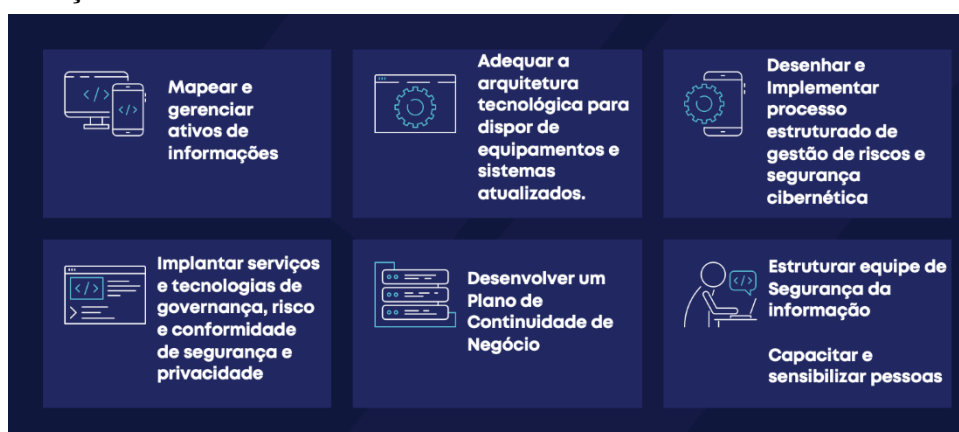 Mapear e
gerenciar
ativos de
informações
Adequar a
arquitetura
tecnológica para
dispor de
equipamentos e
sistemas
atualizados.
Desenhar e
Implementar
processo
estruturado de
gestão de riscos e
segurança
cibernética
Implantar serviços
e tecnologias de
governança, risco
e conformidade
de segurança e
privacidade
Desenvolver um
Plano de
Continuidade de
Negócio
Estruturar equipe de
Segurança da
informação
Capacitar e
sensibilizar pessoas